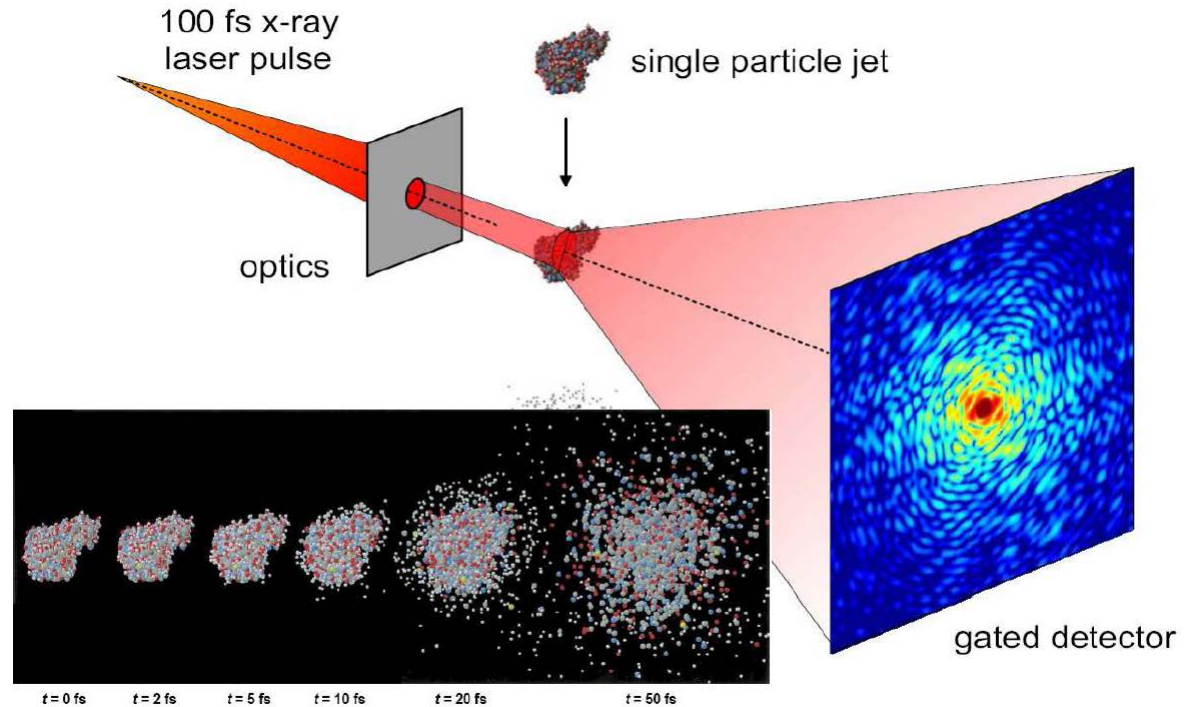 100 fs x-ray
laser pulse
single particle jet
optics
gated detector
t = 0 fs
t = 2 fs
t = 5 fs
t = 10 fs
t = 20 fs
t = 50 fs